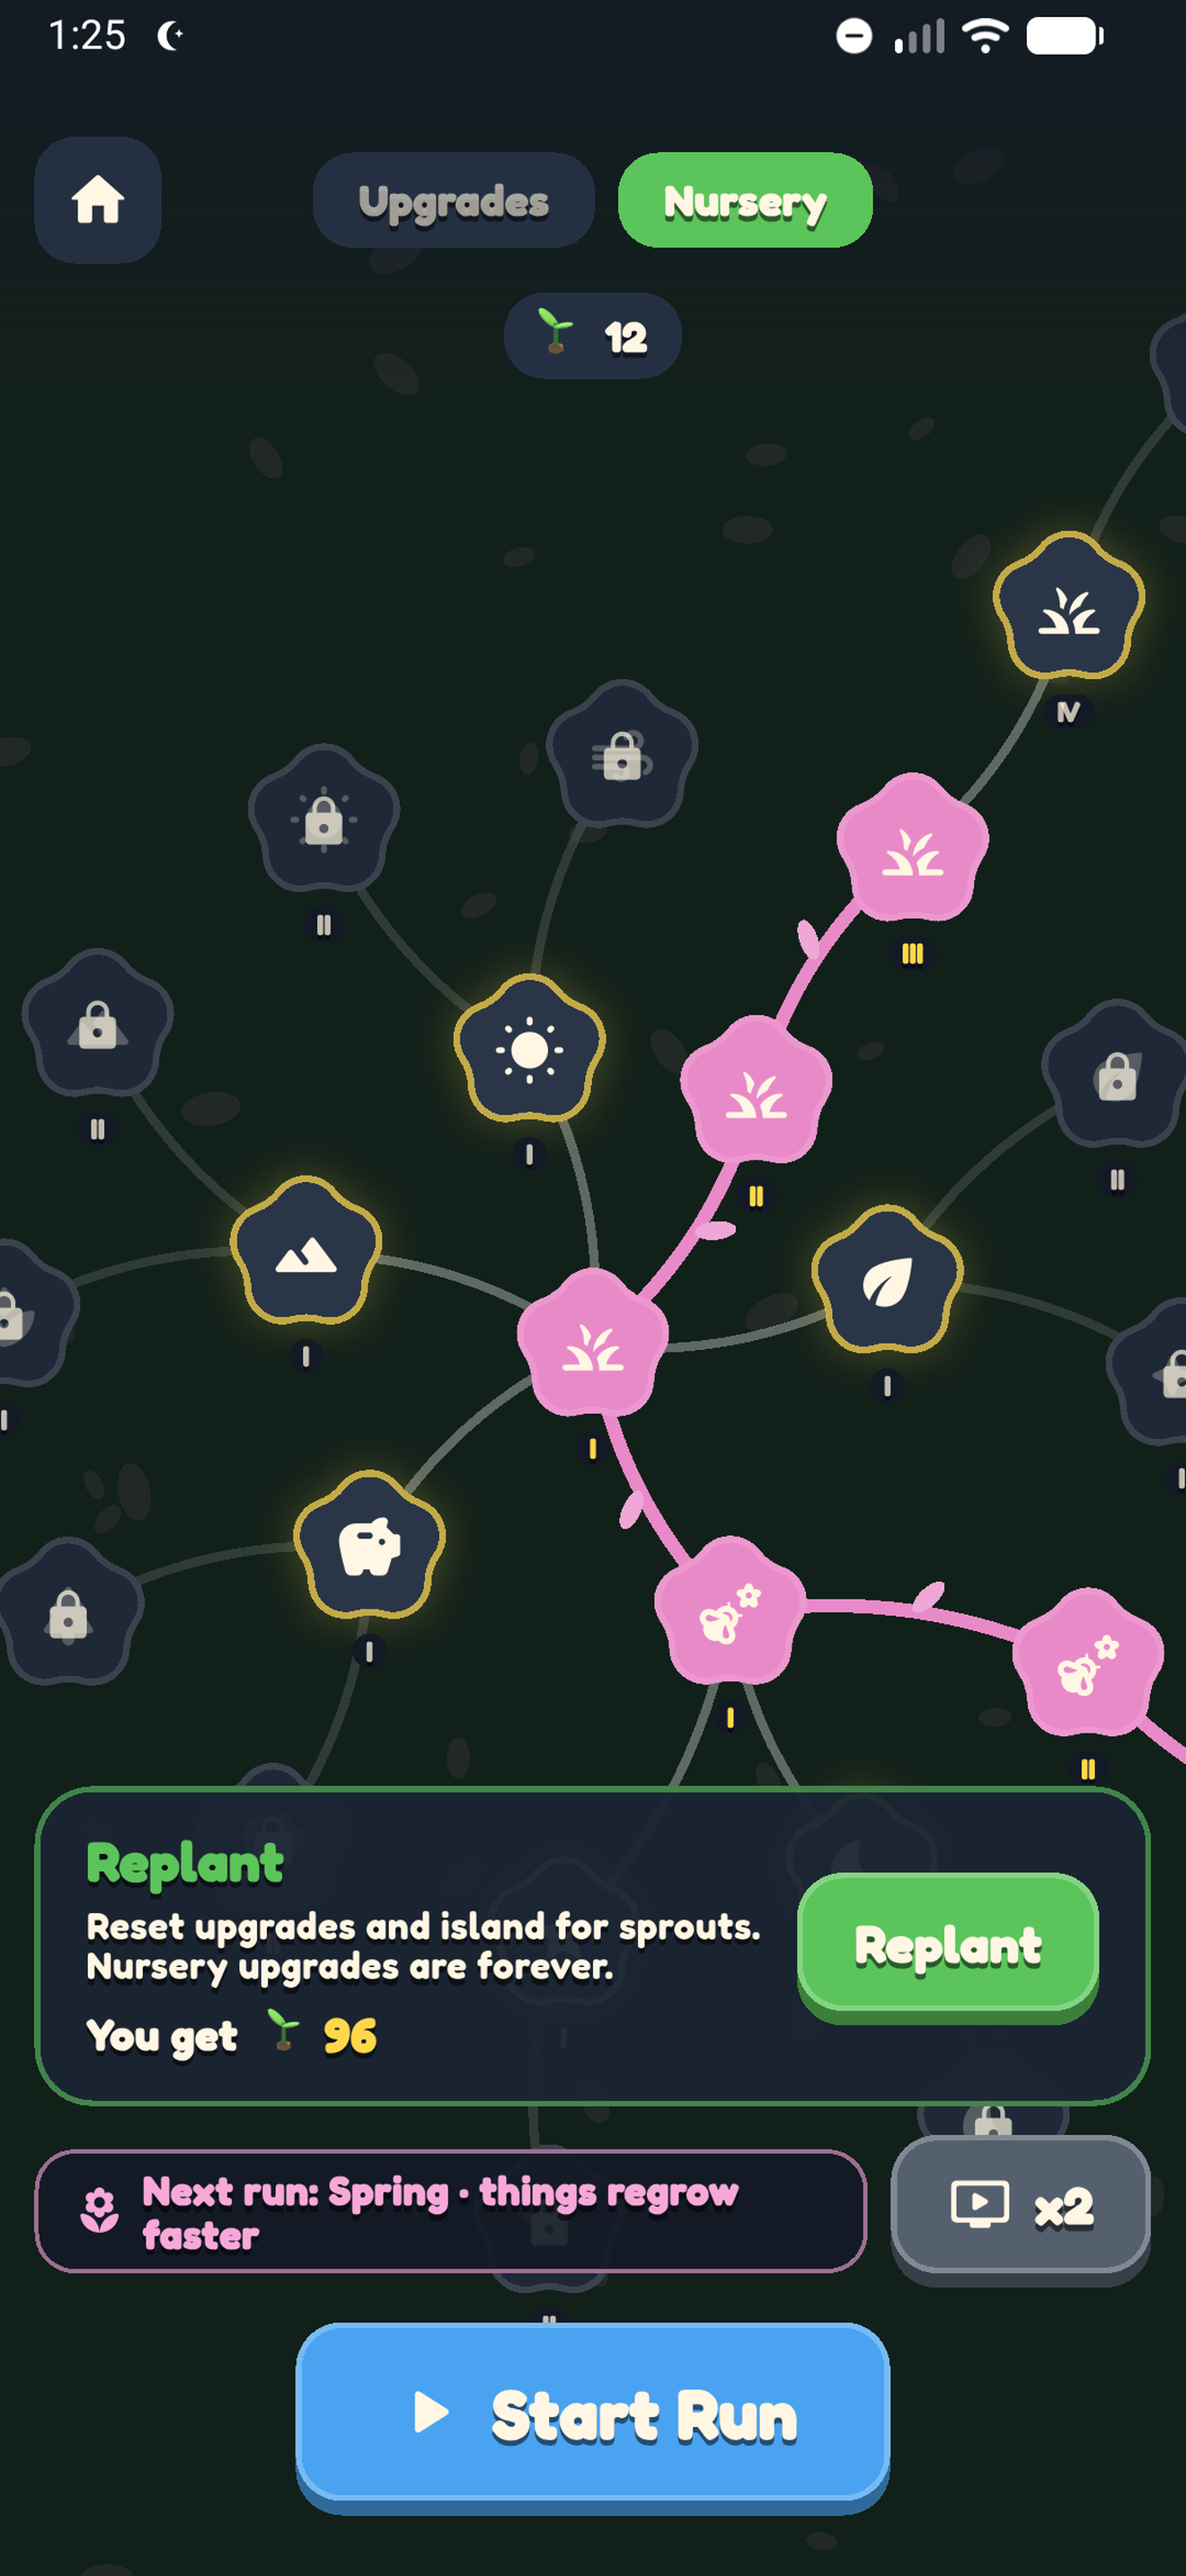 1:25
Upgrades
Nursery
12
IV
II
III
II
I
II
II
I
I
I
I
I
I
I
I
II
Replant
Reset upgrades and island for sprouts.
Nursery upgrades are forever.
You get 96
Replant
Next run: Spring · things regrow
faster
x2
Start Run